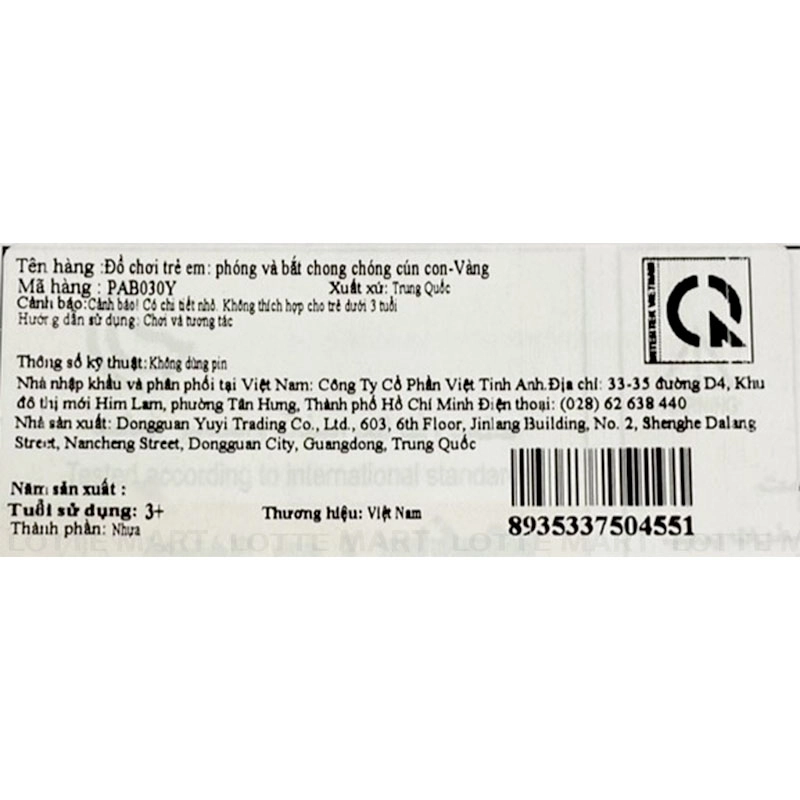 Tên hàng :Đồ chơi trẻ em: phóng và bắt chong chóng cún con-Vàng
Mã hàng : PAB030Y Xuất xứ: Trung Quốc
Cảnh báo:Cảnh báo! Có chi tiết nhỏ. Không thích hợp cho trẻ dưới 3 tuổi
Hướng dẫn sử dụng: Chơi và tương tác
Thông số kỹ thuật: Không dùng pin
Nhà nhập khẩu và phân phối tại Việt Nam: Công Ty Cổ Phần Việt Tinh Anh.Địa chỉ: 33-35 đường D4, Khu
đô thị mới Him Lam, phường Tân Hưng, Thành phố Hồ Chí Minh Điện thoại: (028) 62 638 440
Nhà sản xuất: Dongguan Yuyi Trading Co., Ltd., 603, 6th Floor, Jinlang Building, No. 2, Shenghe Dalang
Street, Nancheng Street, Dongguan City, Guangdong, Trung Quốc
Tested according to international standar
Năm sản xuất :
Tuổi sử dụng: 3+ Thương hiệu: Việt Nam
Thành phần: Nhựa
8935337504551
INTERTEK VIETNAM
CR
LOTTE MART LOTTE MART LOTTE MART LOTTE M